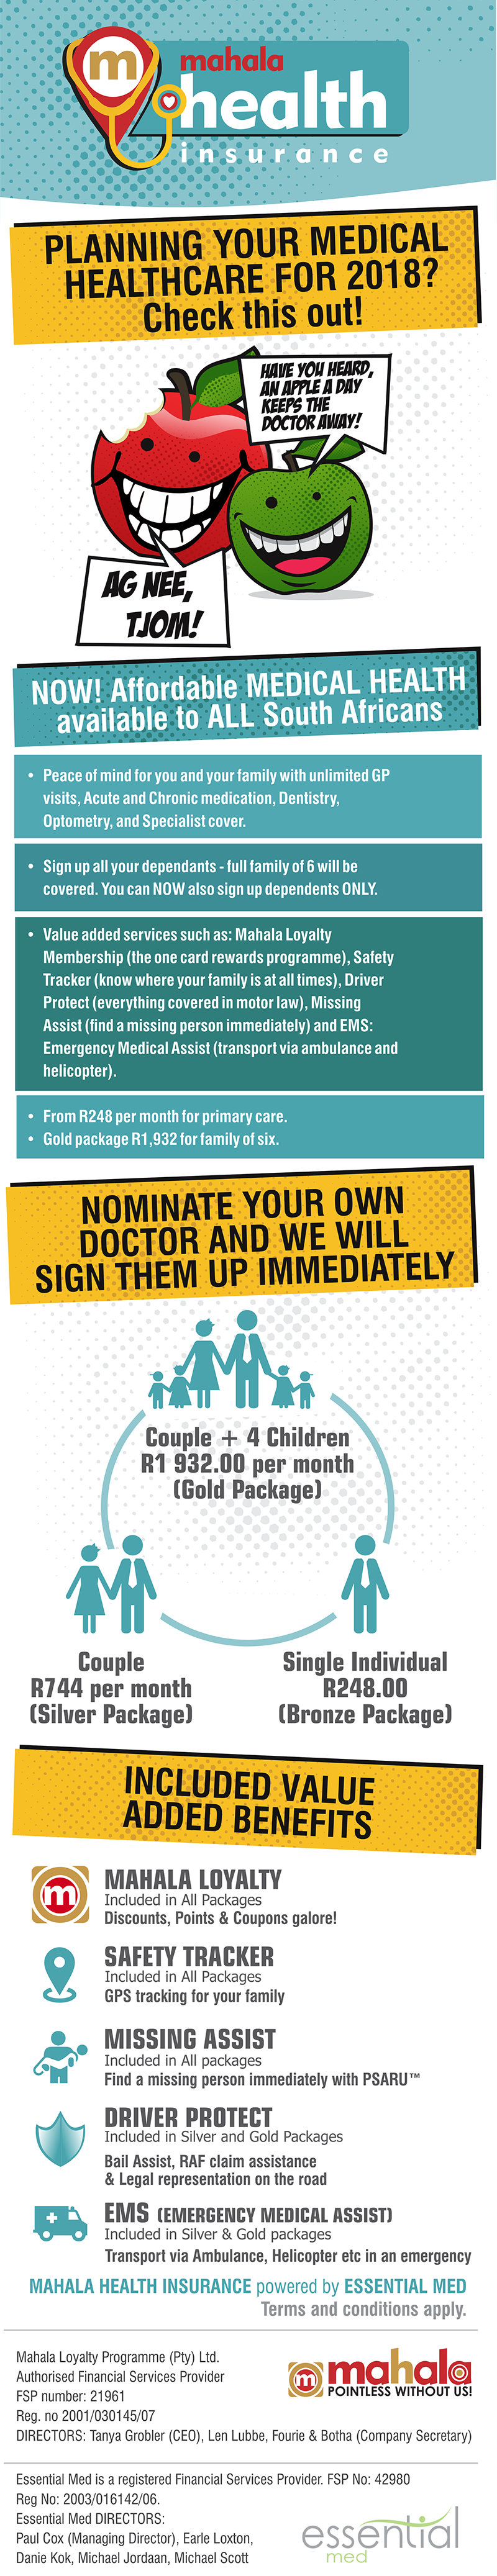 m
mahala
health
insurance
PLANNING YOUR MEDICAL
HEALTHCARE FOR 2018?
Check this out!
HAVE YOU HEARD,
AN APPLE A DAY
KEEPS THE
DOCTOR AWAY!
AG NEE,
TJOM!
NOW! Affordable MEDICAL HEALTH
available to ALL South Africans
• Peace of mind for you and your family with unlimited GP
visits, Acute and Chronic medication, Dentistry,
Optometry, and Specialist cover.
• Sign up all your dependants - full family of 6 will be
covered. You can NOW also sign up dependents ONLY.
• Value added services such as: Mahala Loyalty
Membership (the one card rewards programme), Safety
Tracker (know where your family is at all times), Driver
Protect (everything covered in motor law), Missing
Assist (find a missing person immediately) and EMS:
Emergency Medical Assist (transport via ambulance and
helicopter).
• From R248 per month for primary care.
• Gold package R1,932 for family of six.
NOMINATE YOUR OWN
DOCTOR AND WE WILL
SIGN THEM UP IMMEDIATELY
Couple + 4 Children
R1 932.00 per month
(Gold Package)
Couple
R744 per month
(Silver Package)
Single Individual
R248.00
(Bronze Package)
INCLUDED VALUE
ADDED BENEFITS
m
MAHALA LOYALTY
Included in All Packages
Discounts, Points & Coupons galore!
SAFETY TRACKER
Included in All Packages
GPS tracking for your family
MISSING ASSIST
Included in All packages
Find a missing person immediately with PSARU™
DRIVER PROTECT
Included in Silver and Gold Packages
Bail Assist, RAF claim assistance
& Legal representation on the road
EMS (EMERGENCY MEDICAL ASSIST)
Included in Silver & Gold packages
Transport via Ambulance, Helicopter etc in an emergency
MAHALA HEALTH INSURANCE powered by ESSENTIAL MED
Terms and conditions apply.
Mahala Loyalty Programme (Pty) Ltd.
Authorised Financial Services Provider
FSP number: 21961
Reg. no 2001/030145/07
DIRECTORS: Tanya Grobler (CEO), Len Lubbe, Fourie & Botha (Company Secretary)
m mahala
POINTLESS WITHOUT US!
Essential Med is a registered Financial Services Provider. FSP No: 42980
Reg No: 2003/016142/06.
Essential Med DIRECTORS:
Paul Cox (Managing Director), Earle Loxton,
Danie Kok, Michael Jordaan, Michael Scott
essential
med